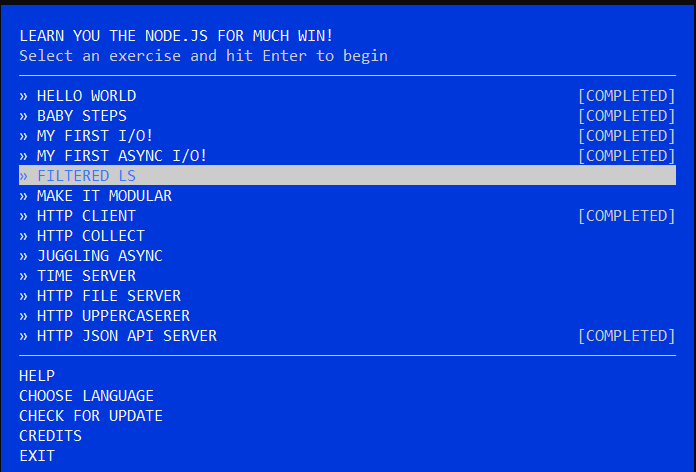 LEARN YOU THE NODE.JS FOR MUCH WIN!
Select an exercise and hit Enter to begin
» HELLO WORLD [COMPLETED]
» BABY STEPS [COMPLETED]
» MY FIRST I/O! [COMPLETED]
» MY FIRST ASYNC I/O! [COMPLETED]
» FILTERED LS
» MAKE IT MODULAR
» HTTP CLIENT [COMPLETED]
» HTTP COLLECT
» JUGGLING ASYNC
» TIME SERVER
» HTTP FILE SERVER
» HTTP UPPERCASERER
» HTTP JSON API SERVER [COMPLETED]
HELP
CHOOSE LANGUAGE
CHECK FOR UPDATE
CREDITS
EXIT